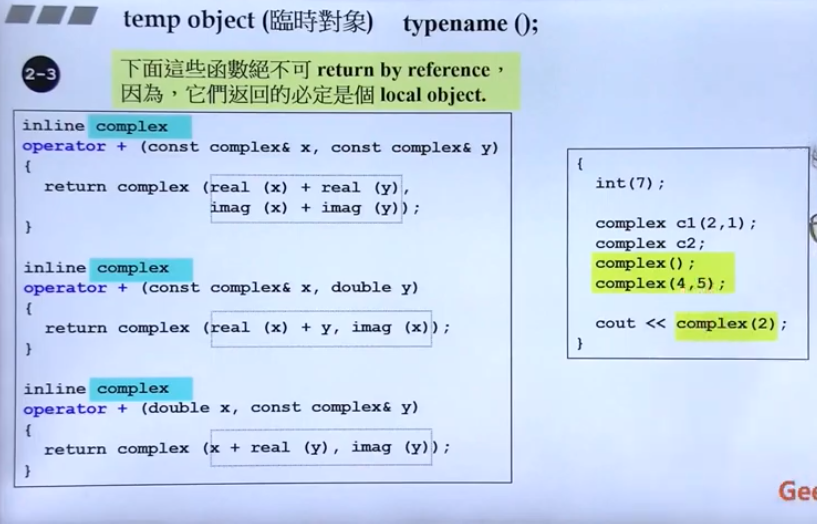 temp object (臨時對象) typename ();
2-3
下面這些函數絕不可 return by reference，
因為，它們返回的必定是個 local object.
inline complex
operator + (const complex& x, const complex& y)
{
return complex (real (x) + real (y),
imag (x) + imag (y));
}
inline complex
operator + (const complex& x, double y)
{
return complex (real (x) + y, imag (x));
}
inline complex
operator + (double x, const complex& y)
{
return complex (x + real (y), imag (y));
}
{
int(7);
complex c1(2,1);
complex c2;
complex();
complex(4,5);
cout << complex(2);
}